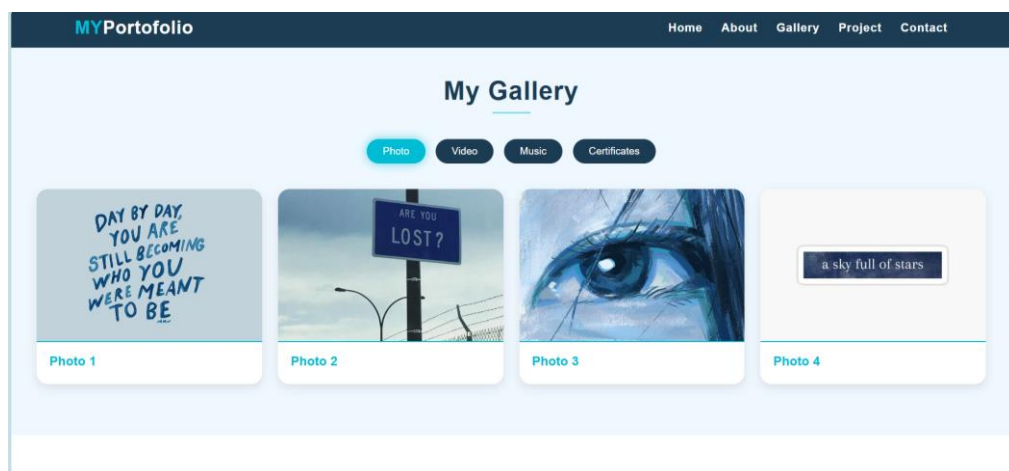 MYPortofolio
Home About Gallery Project Contact
My Gallery
Photo Video Music Certificates
DAY BY DAY,
YOU ARE
STILL BECOMING
WHO YOU
WERE MEANT
TO BE
ARE YOU
LOST?
a sky full of stars
Photo 1
Photo 2
Photo 3
Photo 4